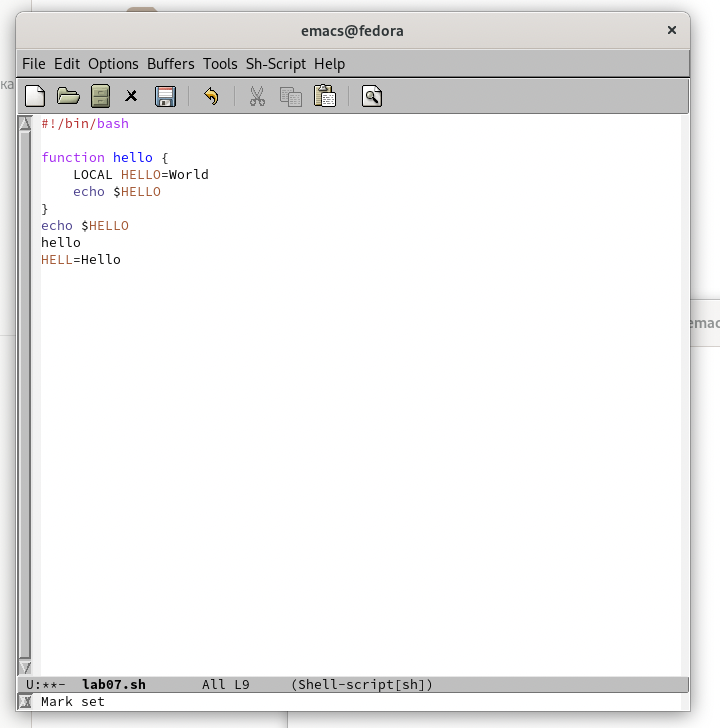 emacs@fedora
File Edit Options Buffers Tools Sh-Script Help
#!/bin/bash
function hello {
    LOCAL HELLO=World
    echo $HELLO
}
echo $HELLO
hello
HELL=Hello
U:**-  lab07.sh       All L9     (Shell-script[sh])
Mark set
ка
emac